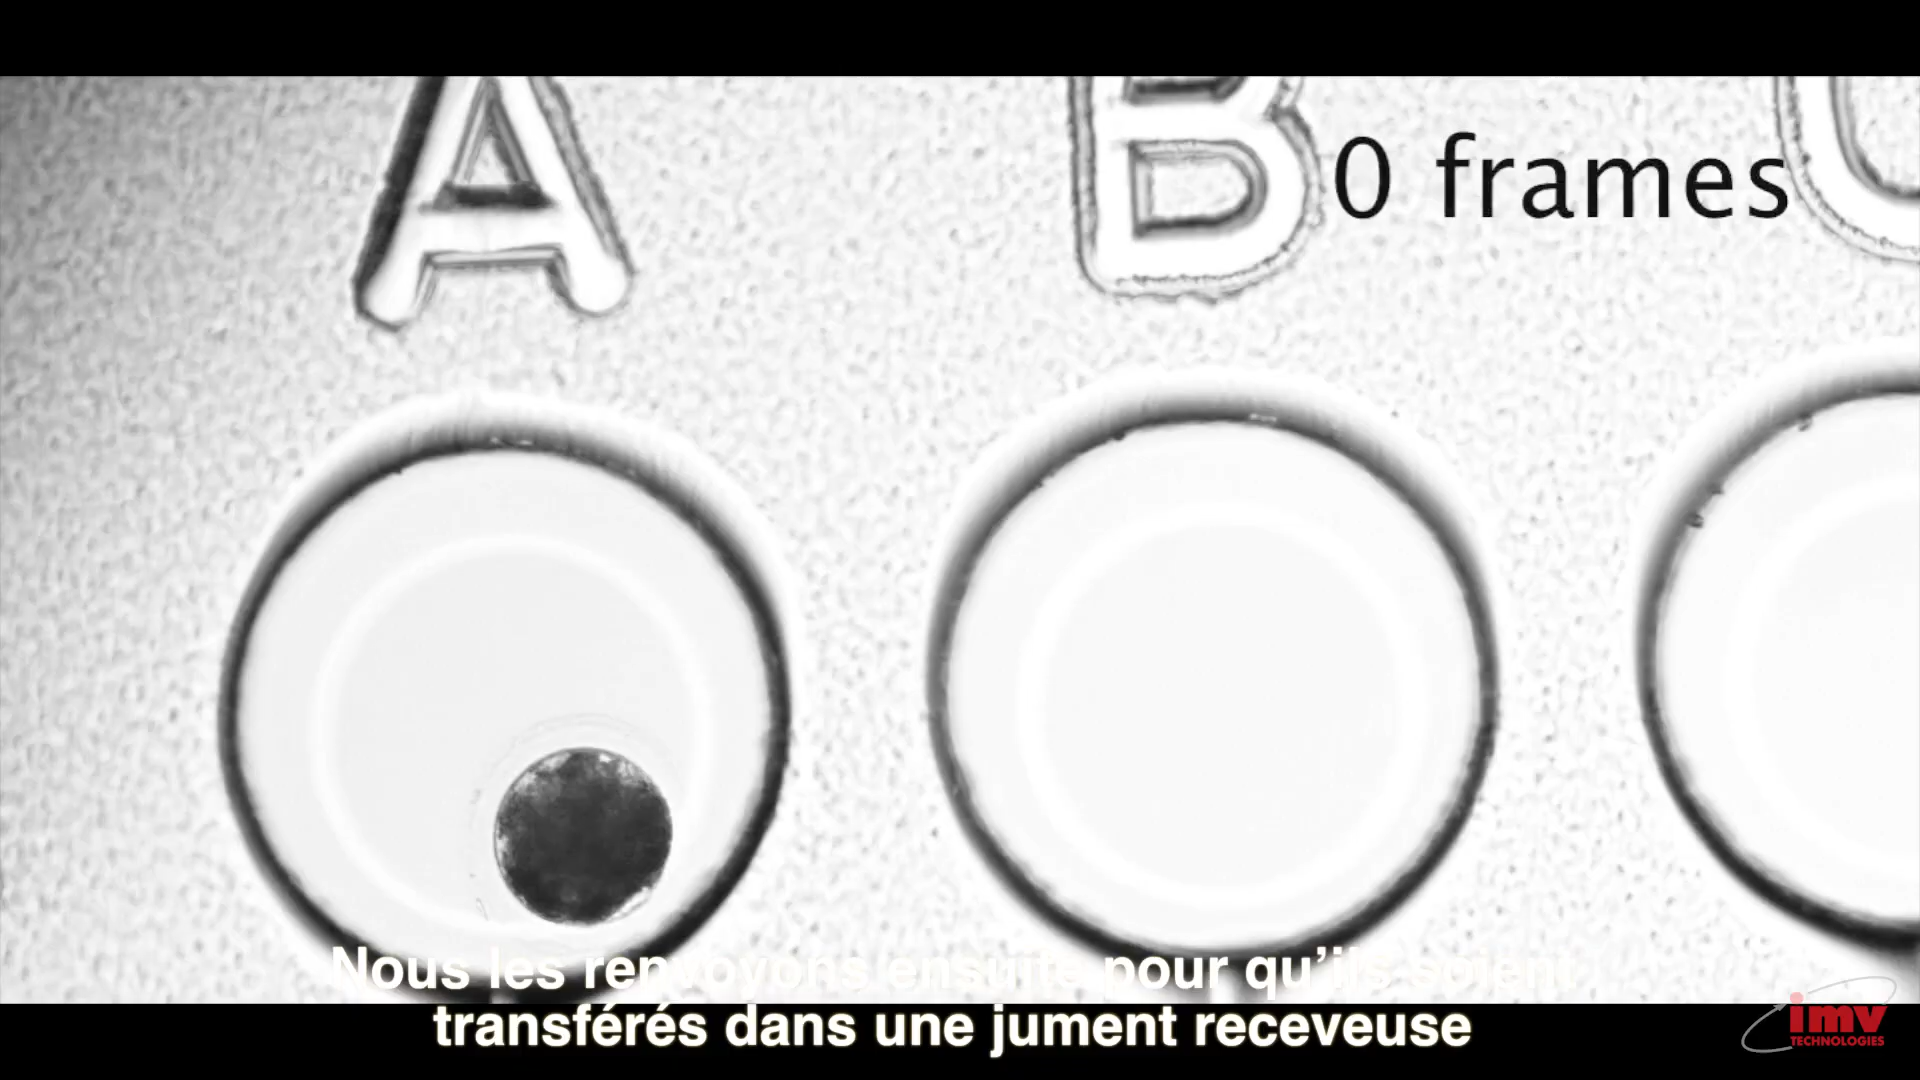 A
B
0 frames
Nous les renvoyons ensuite pour qu'ils soient
transférés dans une jument receveuse
imv
TECHNOLOGIES